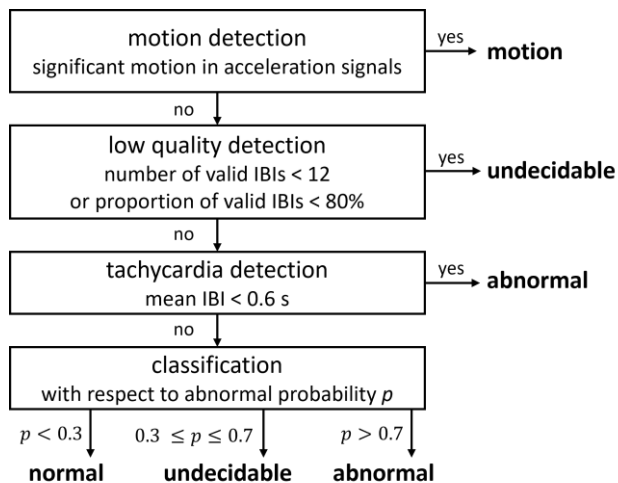 motion detection
significant motion in acceleration signals
yes
motion
no
low quality detection
number of valid IBIs < 12
or proportion of valid IBIs < 80%
yes
undecidable
no
tachycardia detection
mean IBI < 0.6 s
yes
abnormal
no
classification
with respect to abnormal probability p
p < 0.3
0.3 ≤ p ≤ 0.7
p > 0.7
normal
undecidable
abnormal